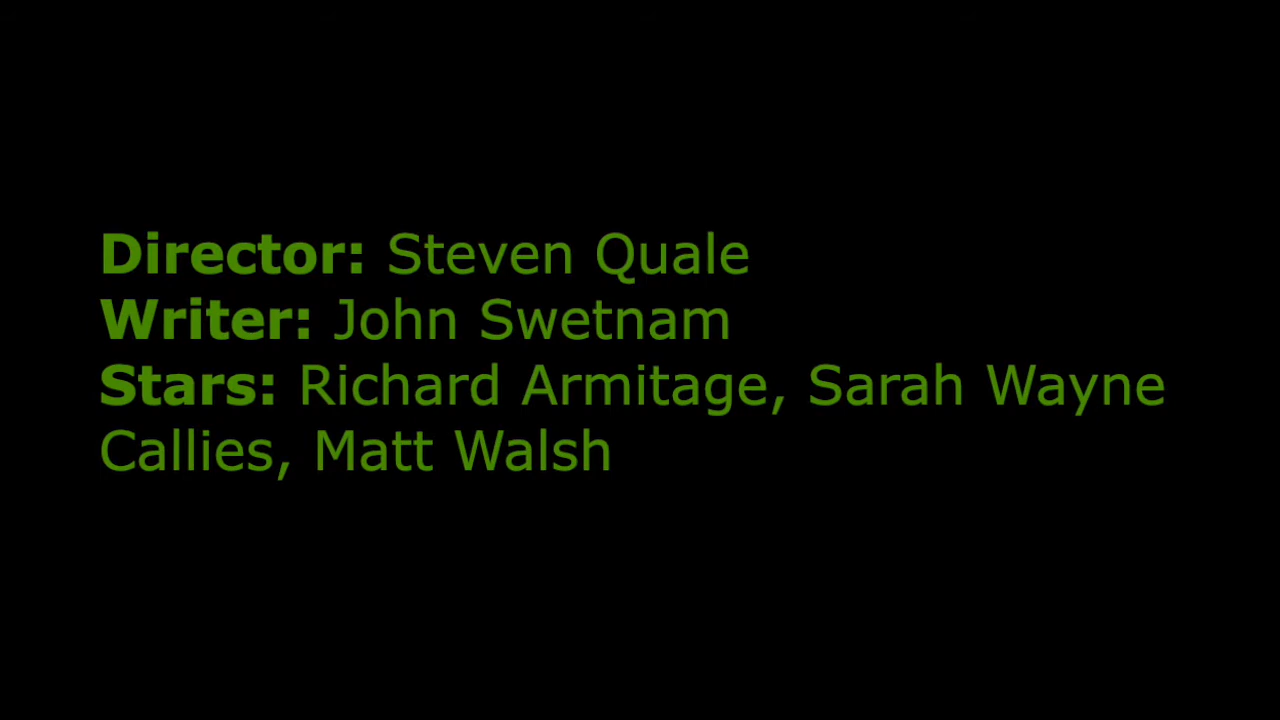 Director: Steven Quale
Writer: John Swetnam
Stars: Richard Armitage, Sarah Wayne
Callies, Matt Walsh